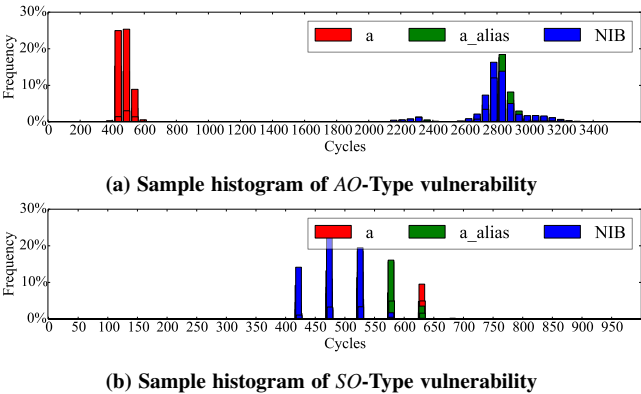 30%
20%
10%
0%
Frequency
a
a_alias
NIB
0 200 400 600 800 1000 1200 1400 1600 1800 2000 2200 2400 2600 2800 3000 3200 3400
Cycles
(a) Sample histogram of AO-Type vulnerability
30%
20%
10%
0%
Frequency
a
a_alias
NIB
0 50 100 150 200 250 300 350 400 450 500 550 600 650 700 750 800 850 900 950
Cycles
(b) Sample histogram of SO-Type vulnerability